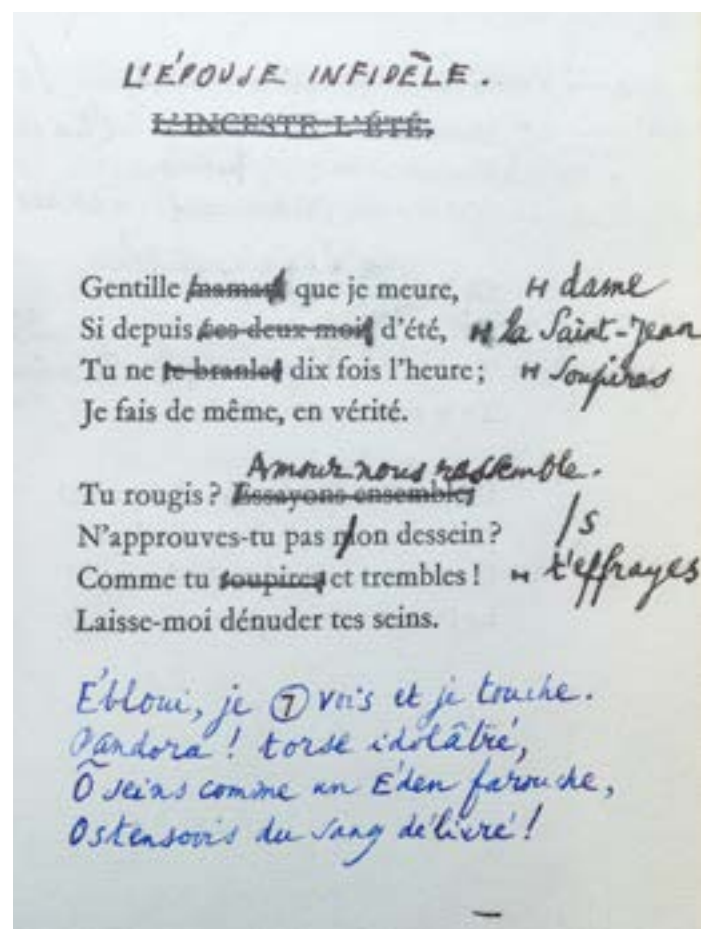 L'ÉPOUSE INFIDÈLE.
L'INCESTE L'ÉTÉ.
Gentille maman que je meure, H dame
Si depuis ces deux mois d'été, H la Saint-Jean
Tu ne te branles dix fois l'heure; H soupires
Je fais de même, en vérité.
Amour nous ressemble.
Tu rougis? Essayons ensemble
N'approuves-tu pas mon dessein? /s
Comme tu soupires et trembles! H t'effrayes
Laisse-moi dénuder tes seins.
Ébloui, je vois et je touche.
Pandora! torse idolâtré,
Ô seins comme un Éden farouche,
Ostensoirs du sang délivré!